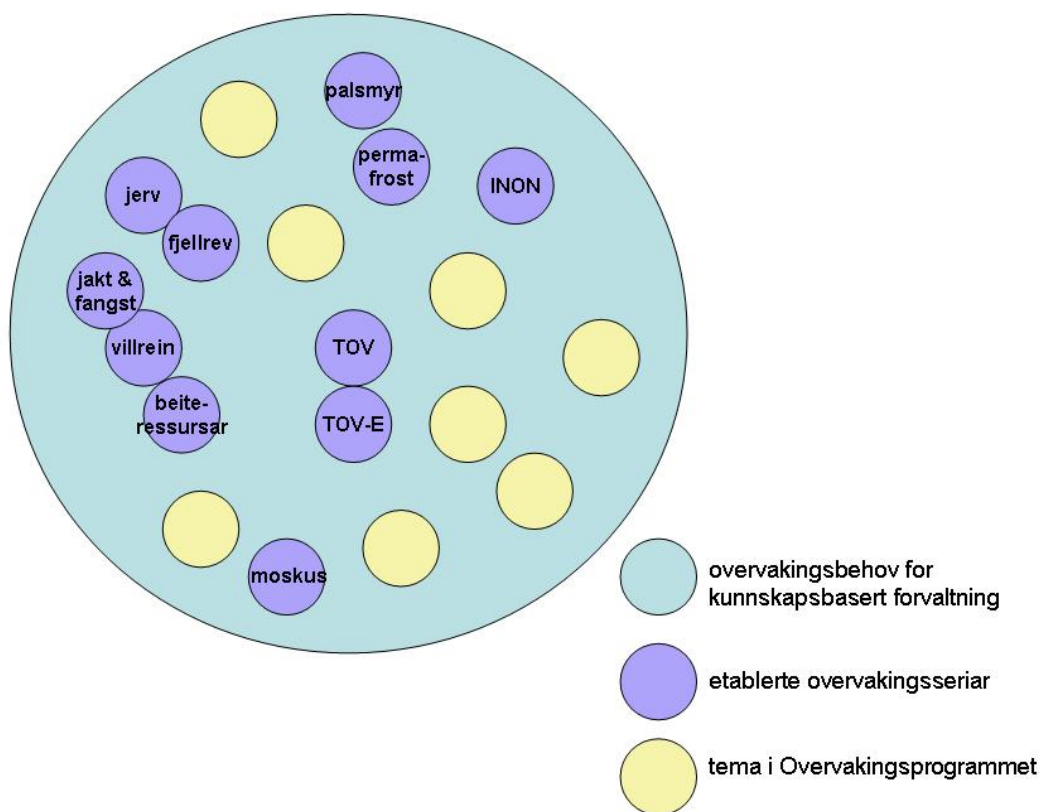 palsmyr
perma-
frost
INON
jerv
fjellrev
jakt &
fangst
villrein
beite-
ressursar
TOV
TOV-E
moskus
overvakingsbehov for
kunnskapsbasert forvaltning
etablerte overvakingsseriar
tema i Overvakingsprogrammet